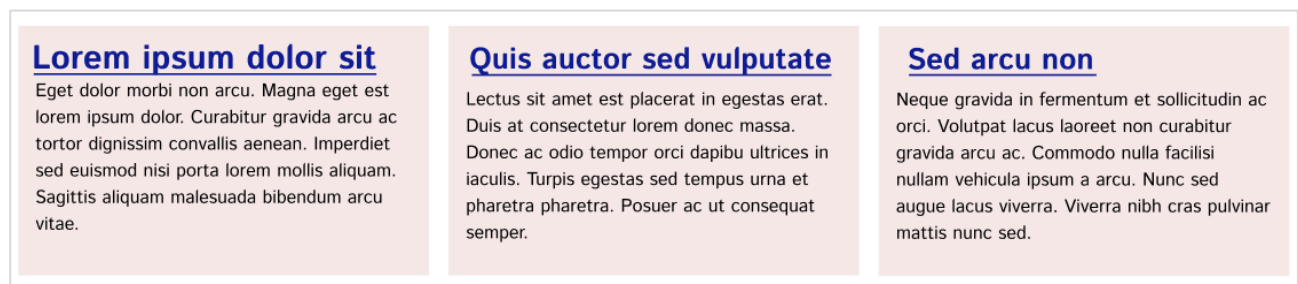 Lorem ipsum dolor sit
Eget dolor morbi non arcu. Magna eget est
lorem ipsum dolor. Curabitur gravida arcu ac
tortor dignissim convallis aenean. Imperdiet
sed euismod nisi porta lorem mollis aliquam.
Sagittis aliquam malesuada bibendum arcu
vitae.
Quis auctor sed vulputate
Lectus sit amet est placerat in egestas erat.
Duis at consectetur lorem donec massa.
Donec ac odio tempor orci dapibu ultrices in
iaculis. Turpis egestas sed tempus urna et
pharetra pharetra. Posuer ac ut consequat
semper.
Sed arcu non
Neque gravida in fermentum et sollicitudin ac
orci. Volutpat lacus laoreet non curabitur
gravida arcu ac. Commodo nulla facilisi
nullam vehicula ipsum a arcu. Nunc sed
augue lacus viverra. Viverra nibh cras pulvinar
mattis nunc sed.